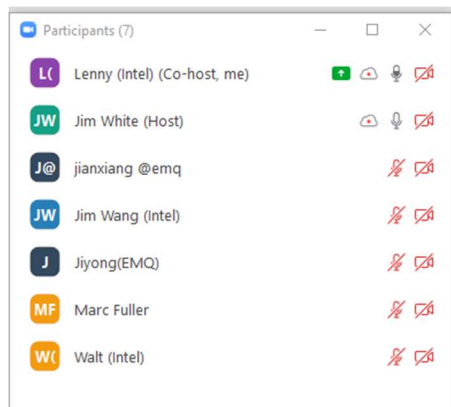 Participants (7)
L( Lenny (Intel) (Co-host, me)
JW Jim White (Host)
J@ jianxiang @emq
JW Jim Wang (Intel)
J Jiyong(EMQ)
MF Marc Fuller
W( Walt (Intel)